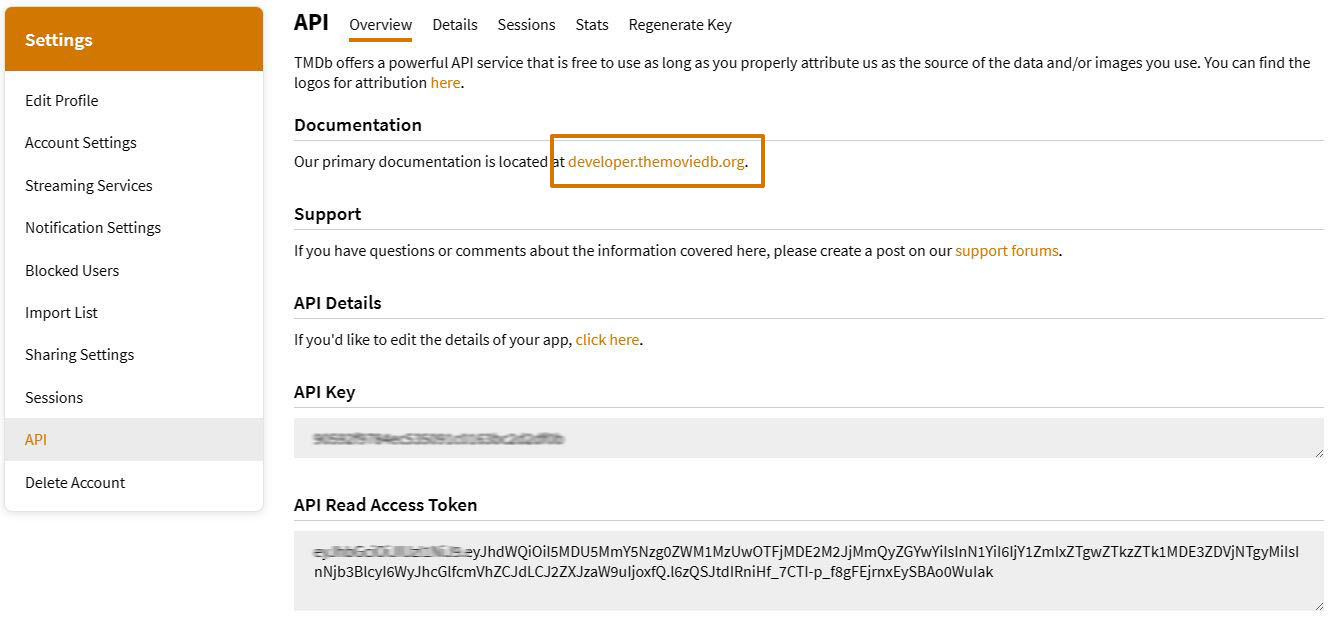 Settings
Edit Profile
Account Settings
Streaming Services
Notification Settings
Blocked Users
Import List
Sharing Settings
Sessions
API
Delete Account
API Overview Details Sessions Stats Regenerate Key
TMDb offers a powerful API service that is free to use as long as you properly attribute us as the source of the data and/or images you use. You can find the
logos for attribution here.
Documentation
Our primary documentation is located at developer.themoviedb.org.
Support
If you have questions or comments about the information covered here, please create a post on our support forums.
API Details
If you'd like to edit the details of your app, click here.
API Key
API Read Access Token